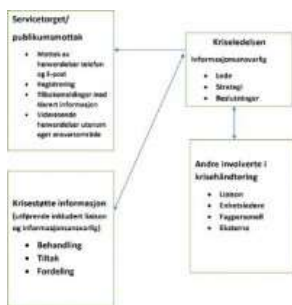 Servicetorget/
publikumsmottak
Mottak av
henvendelser telefon
og E-post
Registrering
Tilbakemeldinger med
klarert informasjon
Videresende
henvendelser utenom
eget ansvarsområde
Kriseledelsen
Informasjonsansvarlig
Lede
Strategi
Beslutninger
Krisestøtte informasjon
(utførende inkludert liaison
og informasjonsansvarlig)
Behandling
Tiltak
Fordeling
Andre involverte i
krisehåndtering
Liaison
Enhetsledere
Fagpersonell
Eksterne